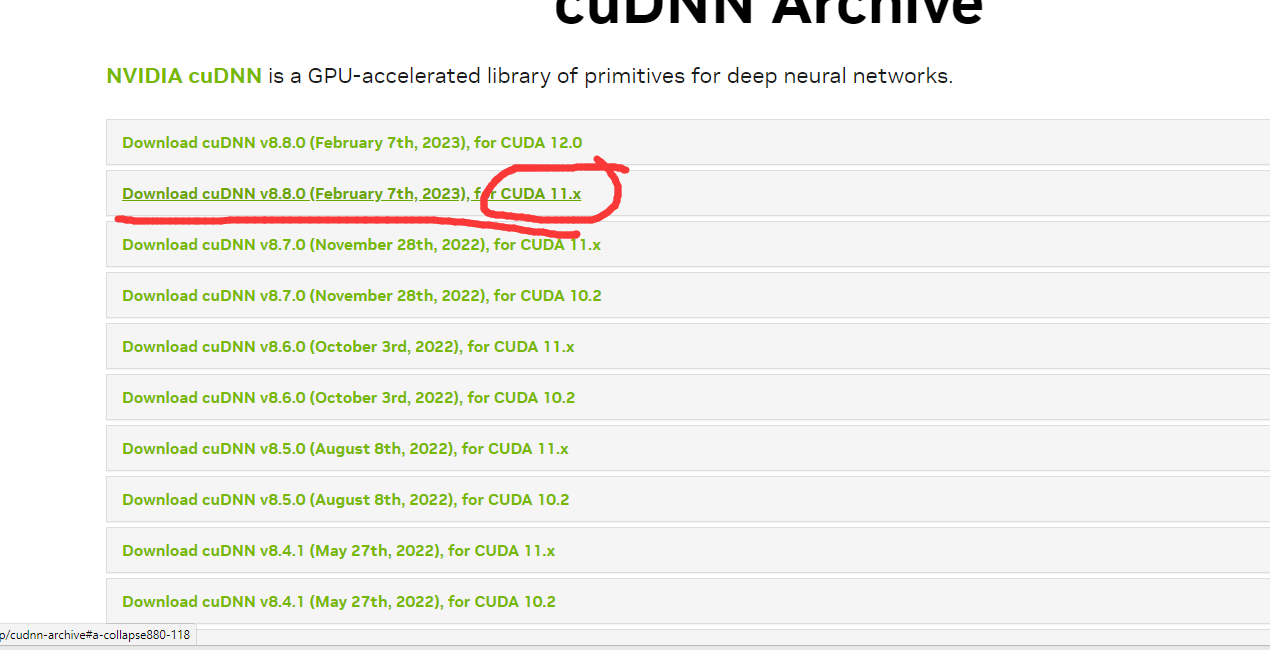 cuDNN Archive
NVIDIA cuDNN is a GPU-accelerated library of primitives for deep neural networks.
Download cuDNN v8.8.0 (February 7th, 2023), for CUDA 12.0
Download cuDNN v8.8.0 (February 7th, 2023), for CUDA 11.x
Download cuDNN v8.7.0 (November 28th, 2022), for CUDA 11.x
Download cuDNN v8.7.0 (November 28th, 2022), for CUDA 10.2
Download cuDNN v8.6.0 (October 3rd, 2022), for CUDA 11.x
Download cuDNN v8.6.0 (October 3rd, 2022), for CUDA 10.2
Download cuDNN v8.5.0 (August 8th, 2022), for CUDA 11.x
Download cuDNN v8.5.0 (August 8th, 2022), for CUDA 10.2
Download cuDNN v8.4.1 (May 27th, 2022), for CUDA 11.x
Download cuDNN v8.4.1 (May 27th, 2022), for CUDA 10.2
p/cudnn-archive#a-collapse880-118